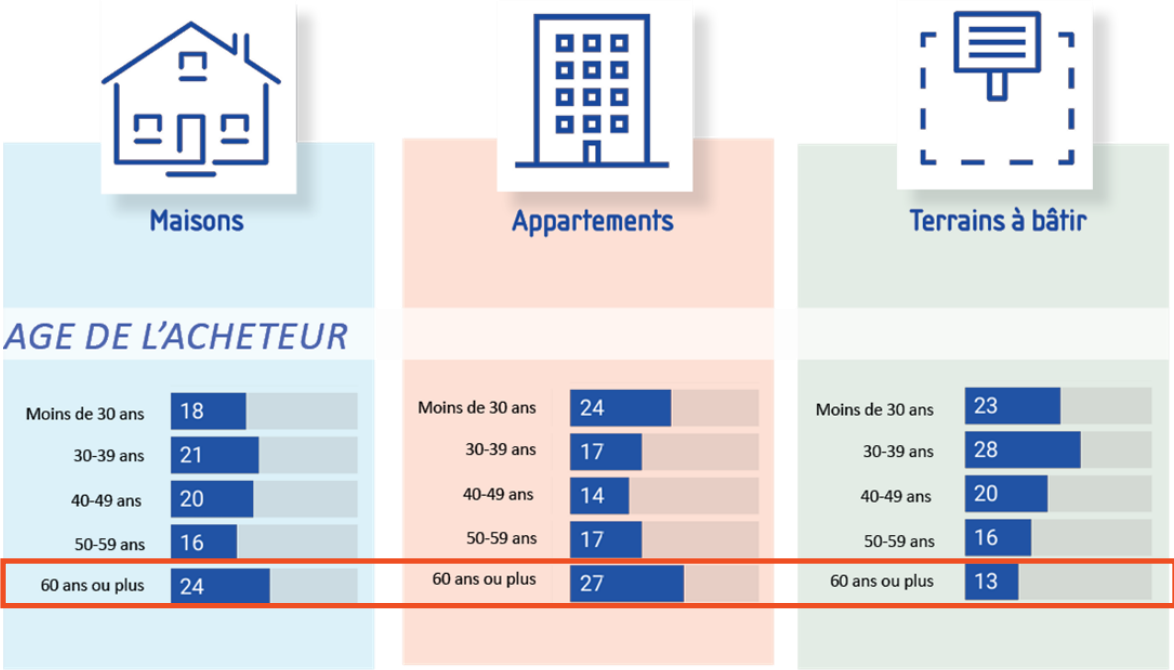 Maisons
Appartements
Terrains à bâtir
AGE DE L'ACHETEUR
Moins de 30 ans 18
30-39 ans 21
40-49 ans 20
50-59 ans 16
60 ans ou plus 24
Moins de 30 ans 24
30-39 ans 17
40-49 ans 14
50-59 ans 17
60 ans ou plus 27
Moins de 30 ans 23
30-39 ans 28
40-49 ans 20
50-59 ans 16
60 ans ou plus 13